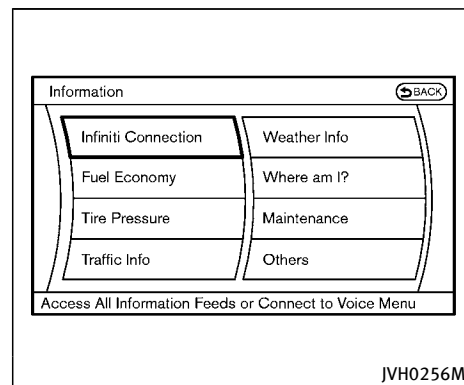 Information
BACK
Infiniti Connection
Weather Info
Fuel Economy
Where am I?
Tire Pressure
Maintenance
Traffic Info
Others
Access All Information Feeds or Connect to Voice Menu
JVH0256M